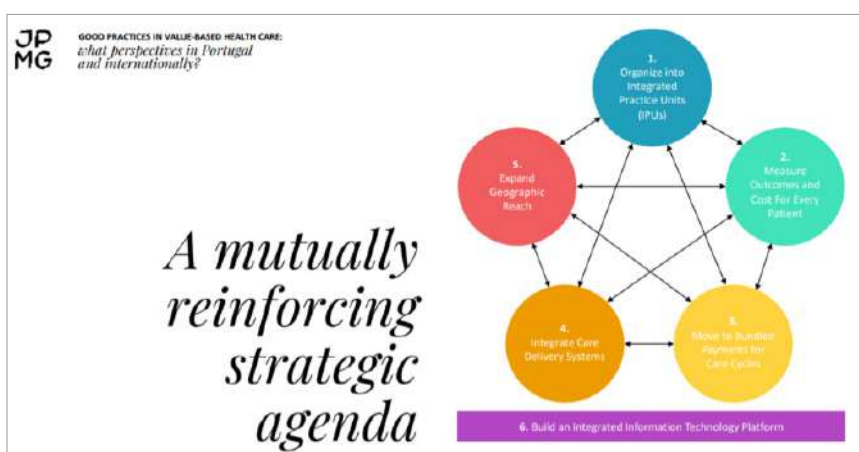 JP
MG
GOOD PRACTICES IN VALUE-BASED HEALTH CARE:
what perspectives in Portugal
and internationally?
A mutually
reinforcing
strategic
agenda
1.
Organize into
Integrated
Practice Units
(IPUs)
2.
Measure
Outcomes and
Cost For Every
Patient
3.
Move to Bundled
Payments for
Care Cycles
4.
Integrate Care
Delivery Systems
5.
Expand
Geographic
Reach
6. Build an Integrated Information Technology Platform